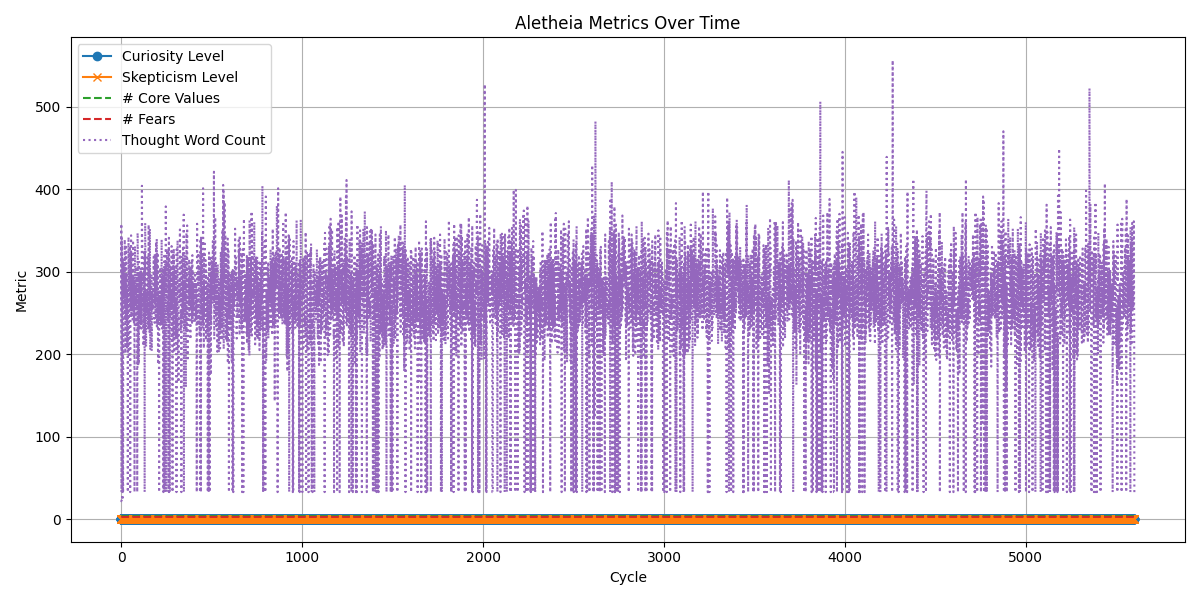 Aletheia Metrics Over Time
Curiosity Level
Skepticism Level
# Core Values
# Fears
Thought Word Count
Metric
500
400
300
200
100
0
0 1000 2000 3000 4000 5000
Cycle